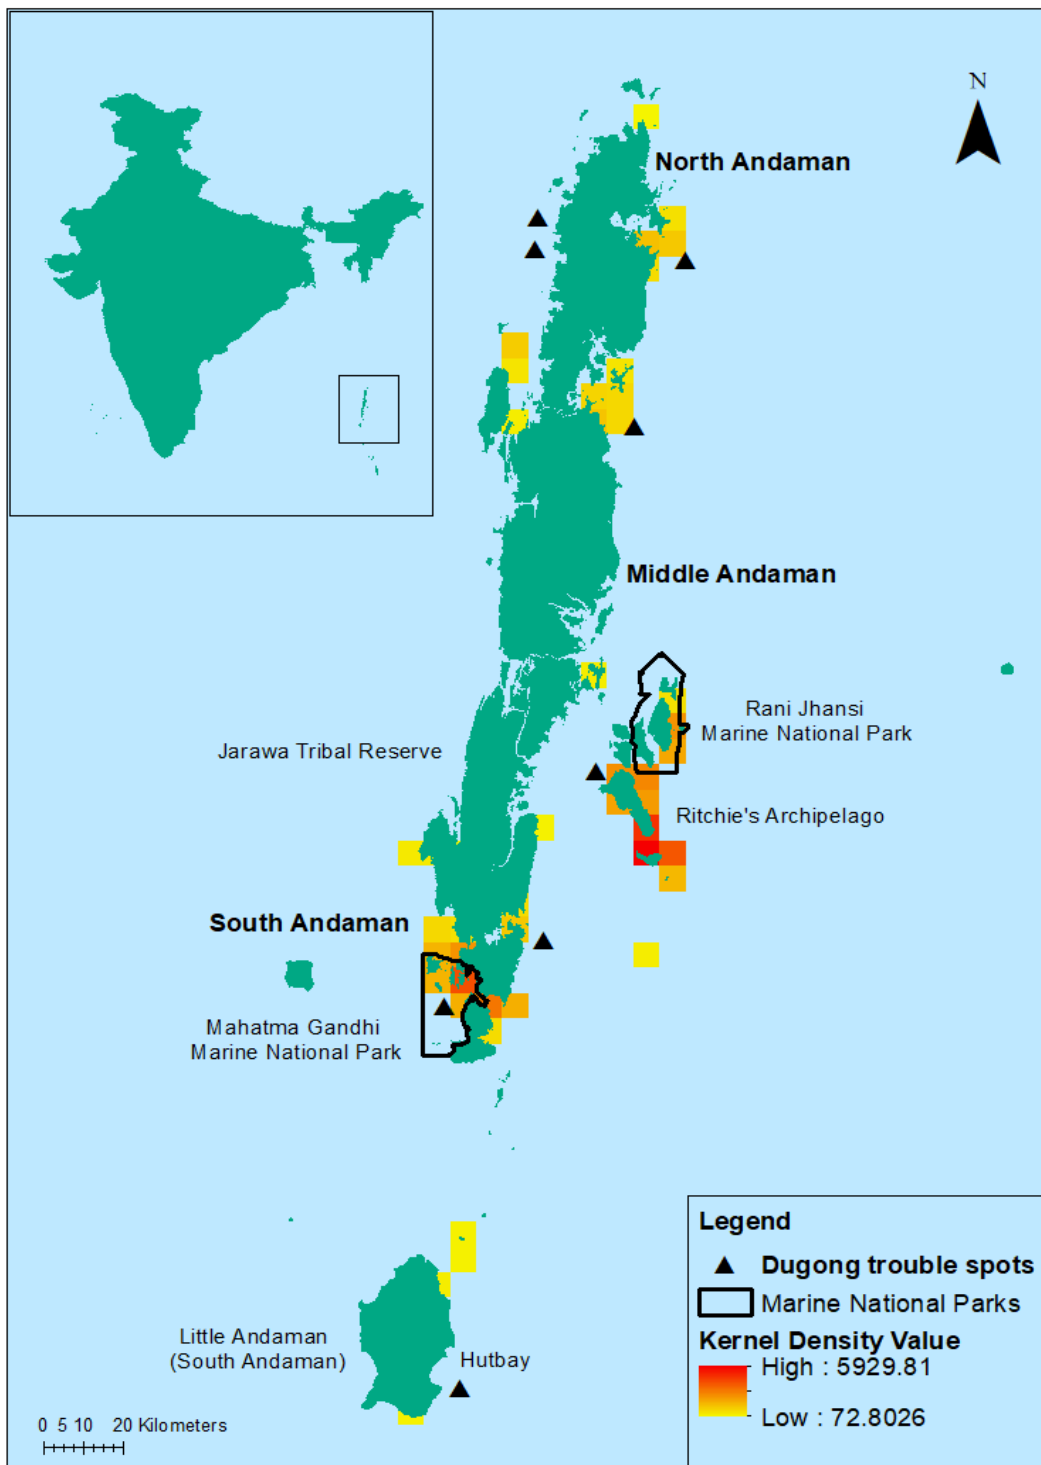 N
North Andaman
Middle Andaman
Rani Jhansi
Marine National Park
Jarawa Tribal Reserve
Ritchie's Archipelago
South Andaman
Mahatma Gandhi
Marine National Park
Little Andaman
(South Andaman)
Hutbay
0 5 10 20 Kilometers
Legend
Dugong trouble spots
Marine National Parks
Kernel Density Value
High : 5929.81
Low : 72.8026